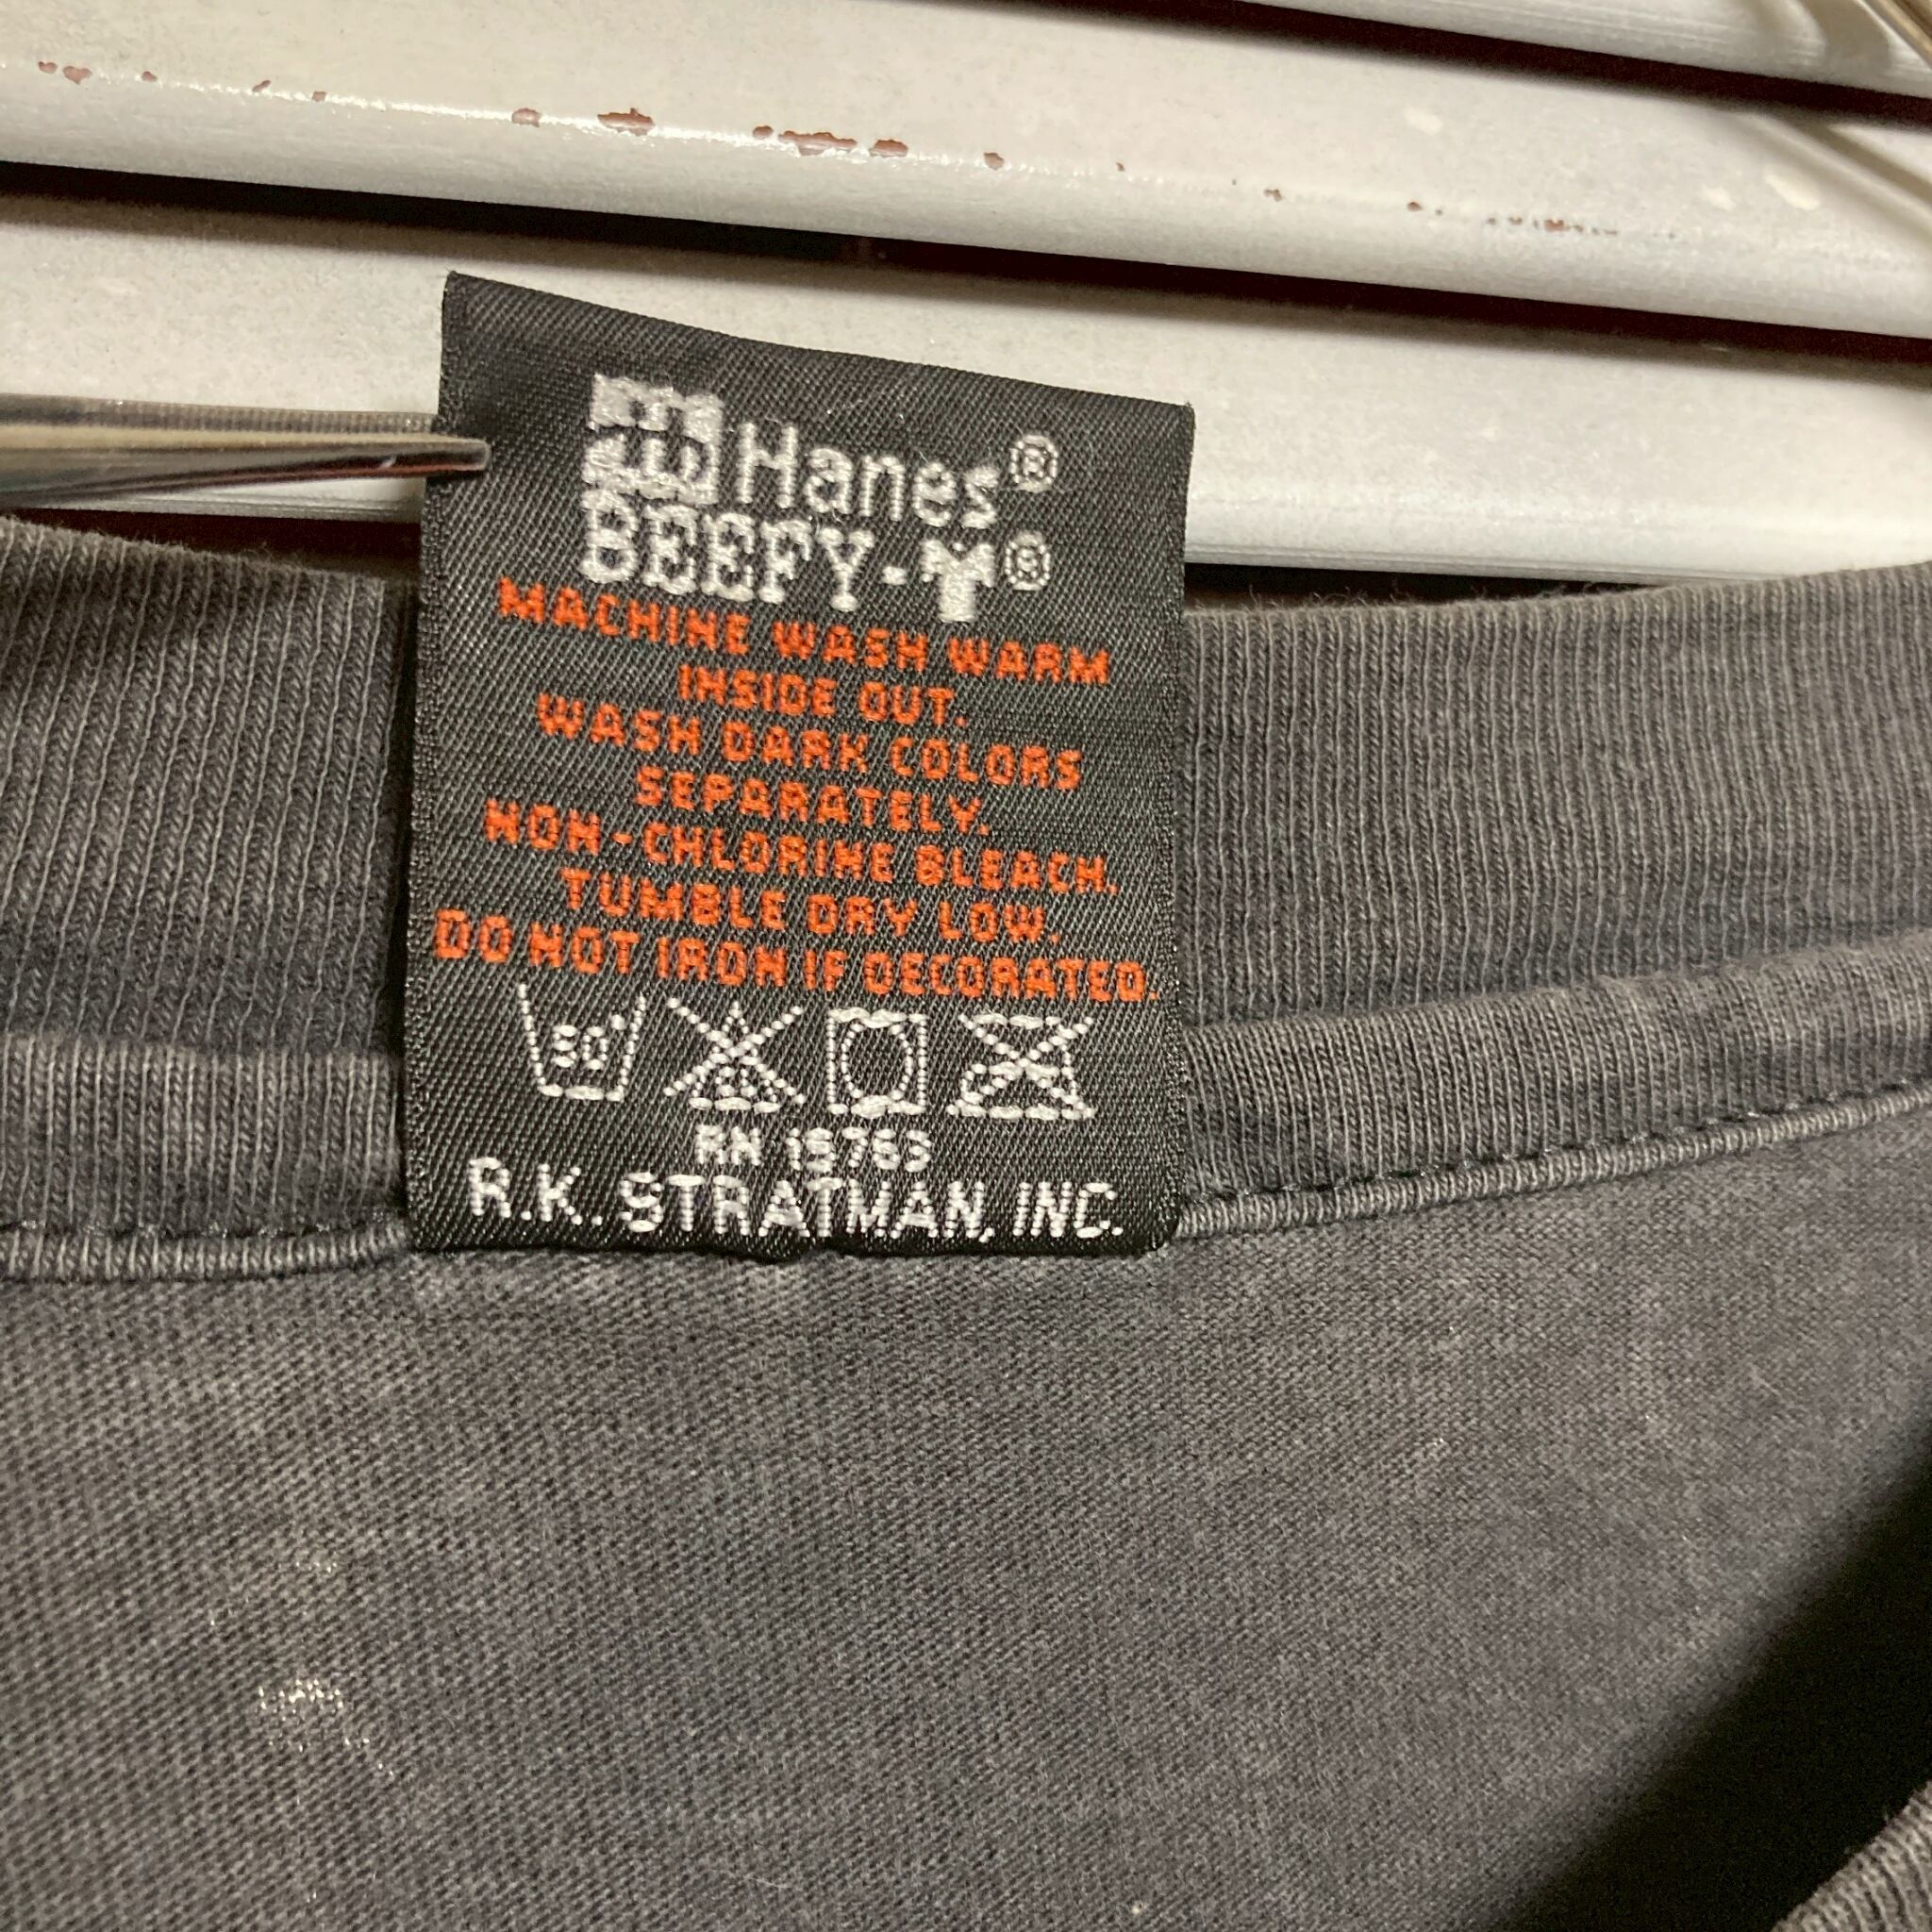 Hanes®
BEEFY-T®
MACHINE WASH WARM
INSIDE OUT.
WASH DARK COLORS
SEPARATELY.
NON-CHLORINE BLEACH.
TUMBLE DRY LOW.
DO NOT IRON IF DECORATED.
RN 15763
R.K. STRATMAN, INC.